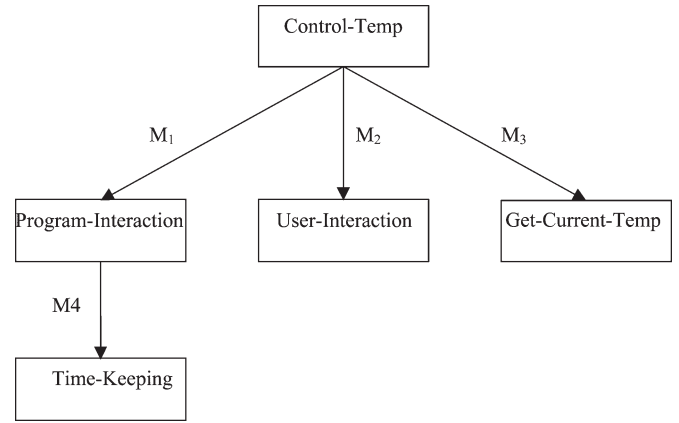 Control-Temp
M₁
M₂
M₃
Program-Interaction
User-Interaction
Get-Current-Temp
M4
Time-Keeping